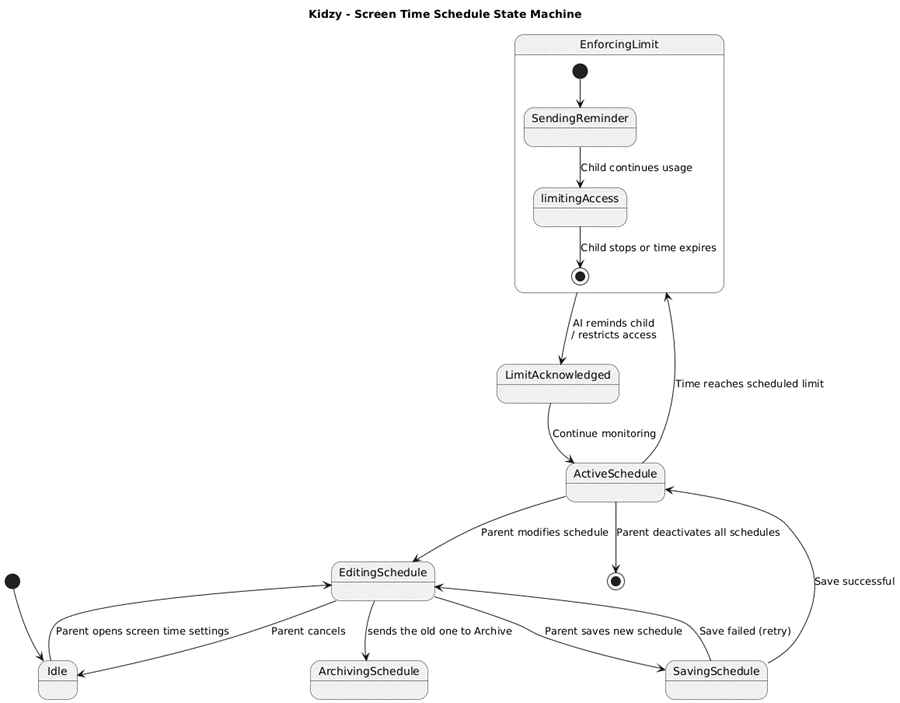 Kidzy - Screen Time Schedule State Machine
EnforcingLimit
SendingReminder
Child continues usage
limitingAccess
Child stops or time expires
AI reminds child
/ restricts access
LimitAcknowledged
Time reaches scheduled limit
Continue monitoring
ActiveSchedule
Parent modifies schedule
Parent deactivates all schedules
EditingSchedule
Save successful
Parent opens screen time settings
Parent cancels
sends the old one to Archive
Parent saves new schedule
Save failed (retry)
Idle
ArchivingSchedule
SavingSchedule